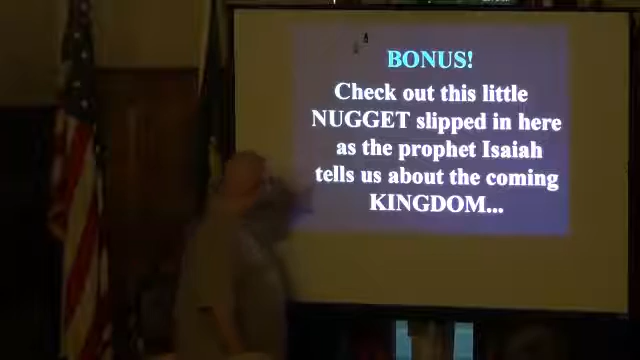 BONUS!
Check out this little
NUGGET slipped in here
as the prophet Isaiah
tells us about the coming
KINGDOM...